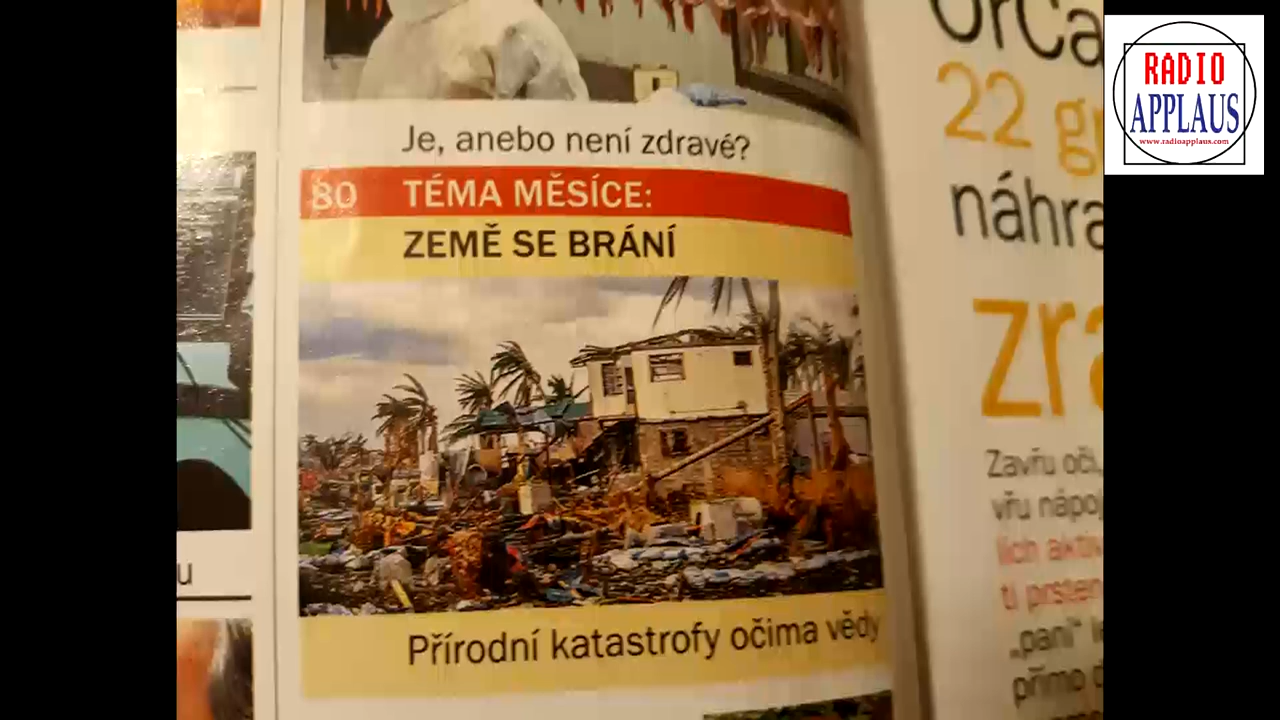 Je, anebo není zdravé?
80 TÉMA MĚSÍCE:
ZEMĚ SE BRÁNÍ
Přírodní katastrofy očima vědy
u
22
Zavřu oči,
RADIO
APPLAUS
www.radioapplaus.com